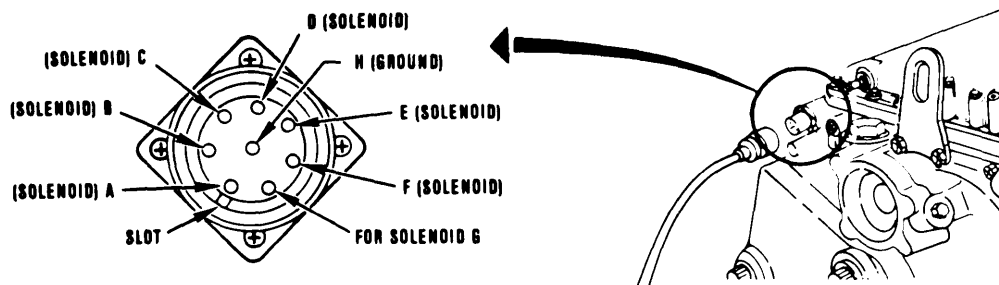 D (SOLENOID)
(SOLENOID) C
H (GROUND)
(SOLENOID) B
E (SOLENOID)
(SOLENOID) A
F (SOLENOID)
SLOT
FOR SOLENOID G